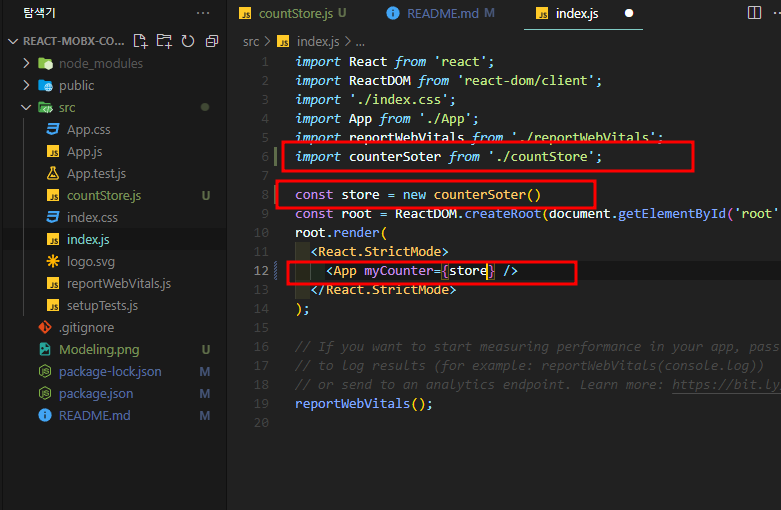 탐색기 ...
REACT-MOBX-CO...
node_modules
public
src
App.css
App.js
App.test.js
countStore.js U
index.css
index.js
logo.svg
reportWebVitals.js
setupTests.js
.gitignore
Modeling.png U
package-lock.json M
package.json M
README.md M
countStore.js U README.md M index.js
src > index.js > ...
1 import React from 'react';
2 import ReactDOM from 'react-dom/client';
3 import './index.css';
4 import App from './App';
5 import reportWebVitals from './reportWebVitals';
6 import counterSoter from './countStore';
7
8 const store = new counterSoter()
9 const root = ReactDOM.createRoot(document.getElementById('root'
10 root.render(
11 <React.StrictMode>
12 <App myCounter={store} />
13 </React.StrictMode>
14 );
15
16 // If you want to start measuring performance in your app, pass
17 // to log results (for example: reportWebVitals(console.log))
18 // or send to an analytics endpoint. Learn more: https://bit.ly
19 reportWebVitals();
20